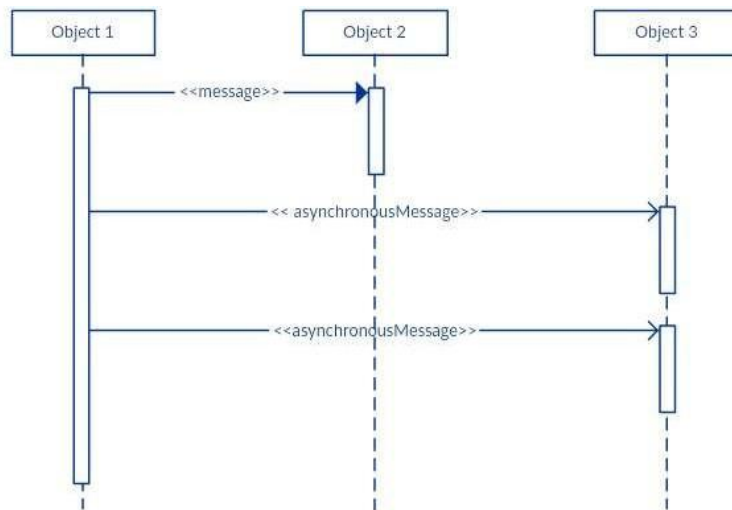 Object 1
Object 2
Object 3
<<message>>
<< asynchronousMessage>>
<<asynchronousMessage>>